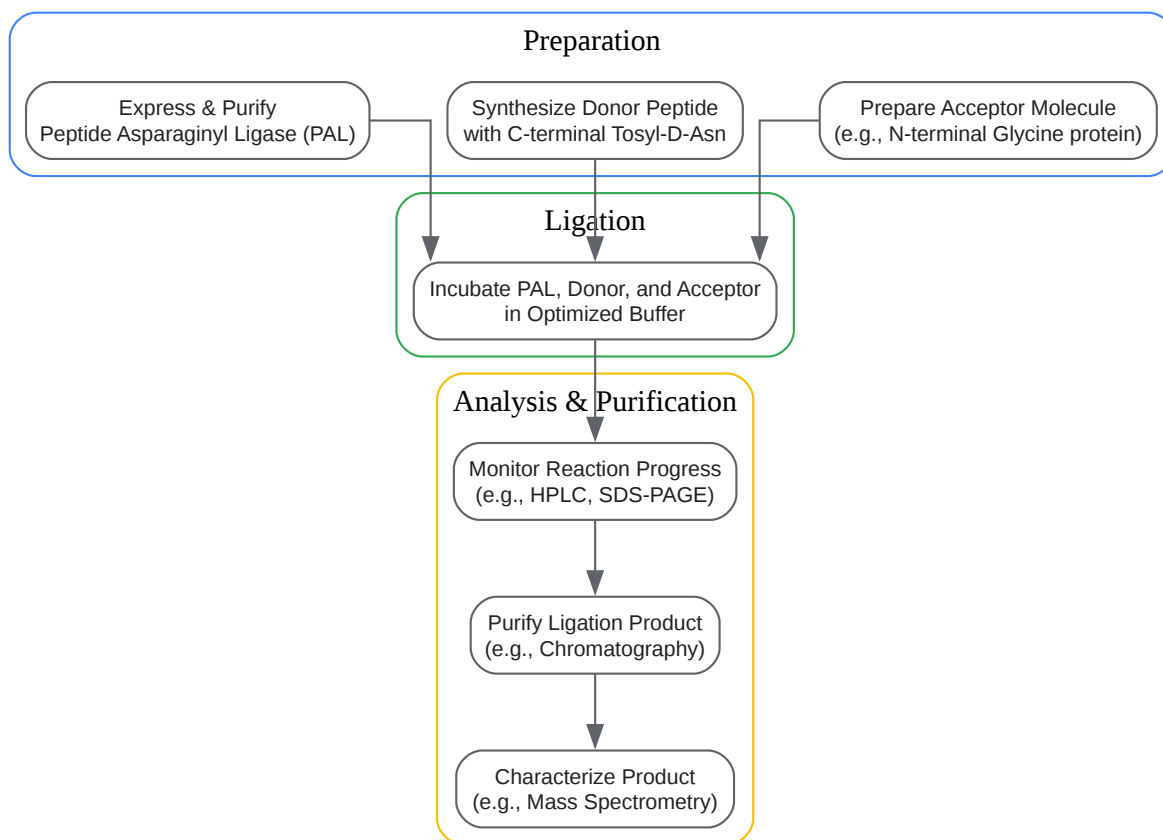 Preparation
Express & Purify
Peptide Asparaginyl Ligase (PAL)
Synthesize Donor Peptide
with C-terminal Tosyl-D-Asn
Prepare Acceptor Molecule
(e.g., N-terminal Glycine protein)
Ligation
Incubate PAL, Donor, and Acceptor
in Optimized Buffer
Analysis & Purification
Monitor Reaction Progress
(e.g., HPLC, SDS-PAGE)
Purify Ligation Product
(e.g., Chromatography)
Characterize Product
(e.g., Mass Spectrometry)